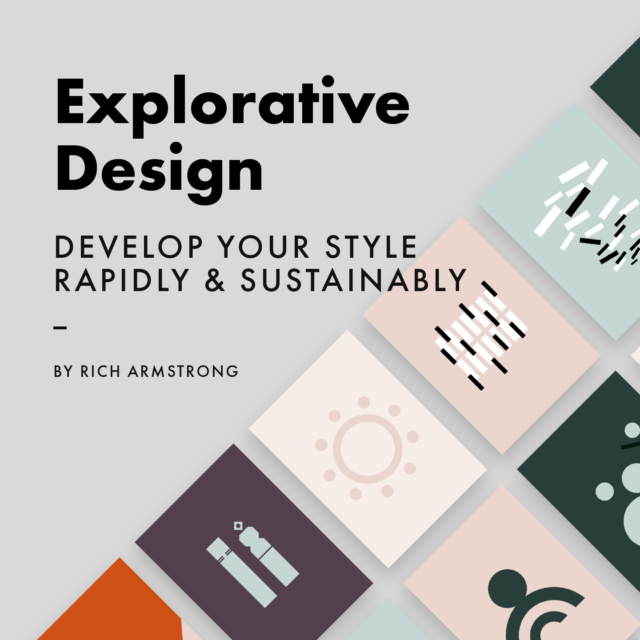 Explorative
Design
DEVELOP YOUR STYLE
RAPIDLY & SUSTAINABLY
–
BY RICH ARMSTRONG